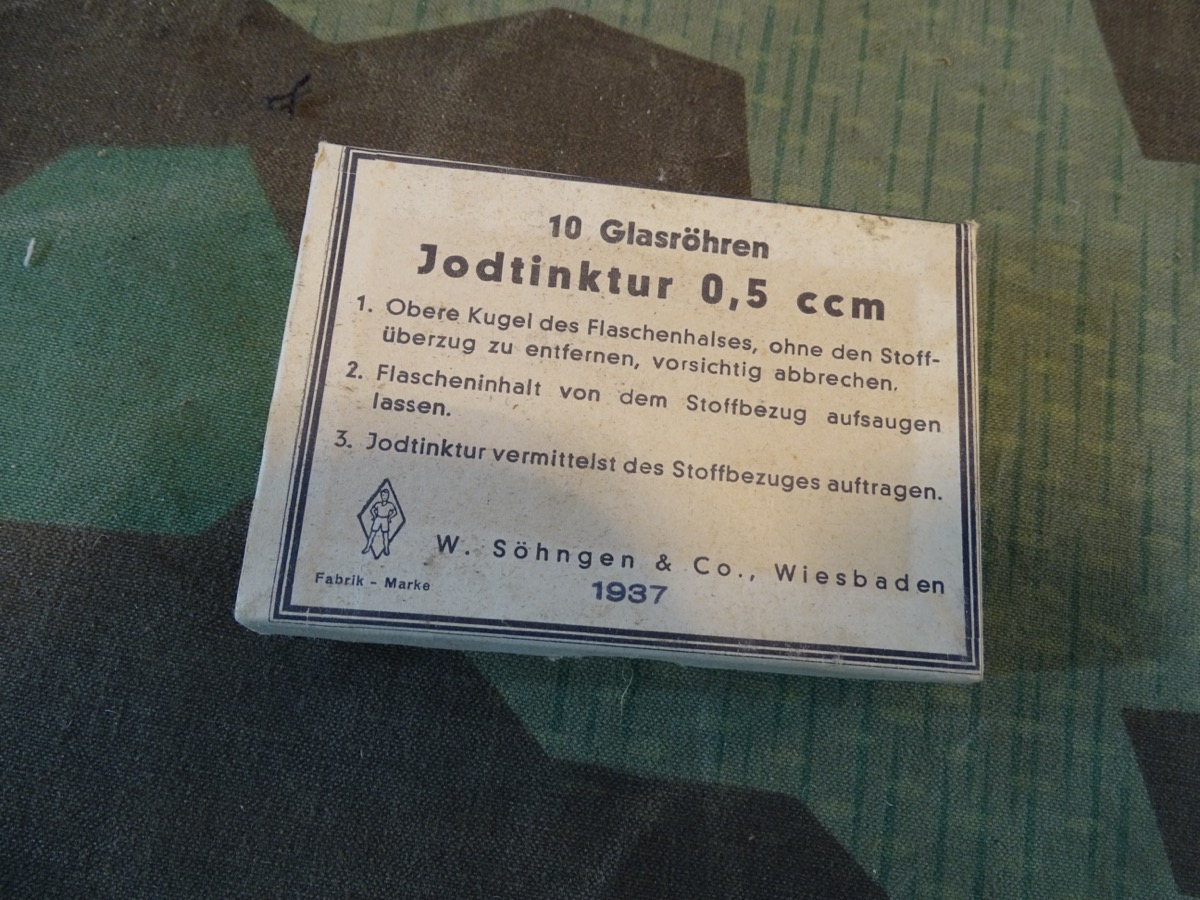 10 Glasröhren
Jodtinktur 0,5 ccm
1. Obere Kugel des Flaschenhalses, ohne den Stoff-
überzug zu entfernen, vorsichtig abbrechen.
2. Flascheninhalt von dem Stoffbezug aufsaugen
lassen.
3. Jodtinktur vermittelst des Stoffbezuges auftragen.
W. Söhngen & Co., Wiesbaden
Fabrik - Marke
1937